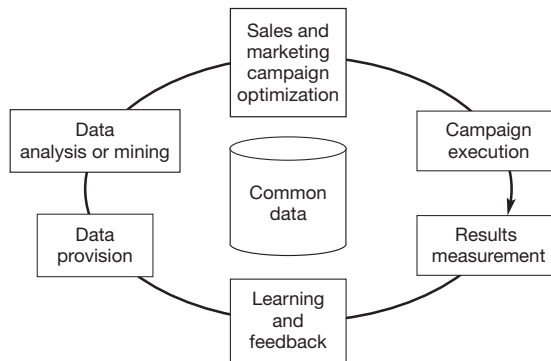 Sales and
marketing
campaign
optimization
Data
analysis or mining
Campaign
execution
Common
data
Data
provision
Results
measurement
Learning
and
feedback